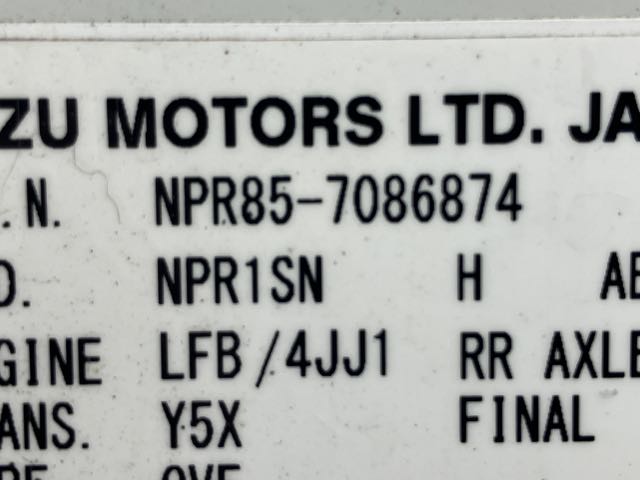 ZU MOTORS LTD. JA
.N. NPR85-7086874
O. NPR1SN H AB
GINE LFB/4JJ1 RR AXLE
ANS. Y5X FINAL